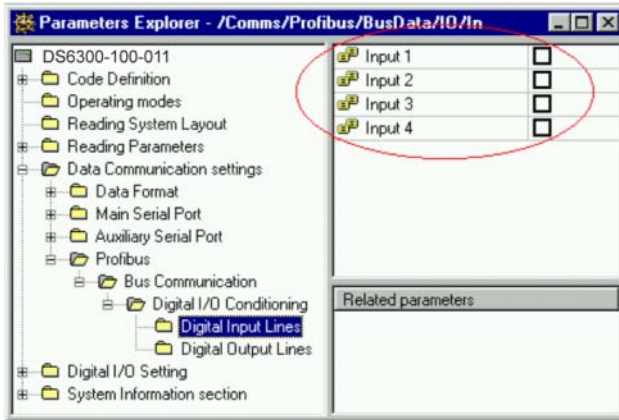 Parameters Explorer - /Comms/Profibus/BusData/IO/In
DS6300-100-011
Code Definition
Operating modes
Reading System Layout
Reading Parameters
Data Communication settings
Data Format
Main Serial Port
Auxiliary Serial Port
Profibus
Bus Communication
Digital I/O Conditioning
Digital Input Lines
Digital Output Lines
Digital I/O Setting
System Information section
Input 1
Input 2
Input 3
Input 4
Related parameters